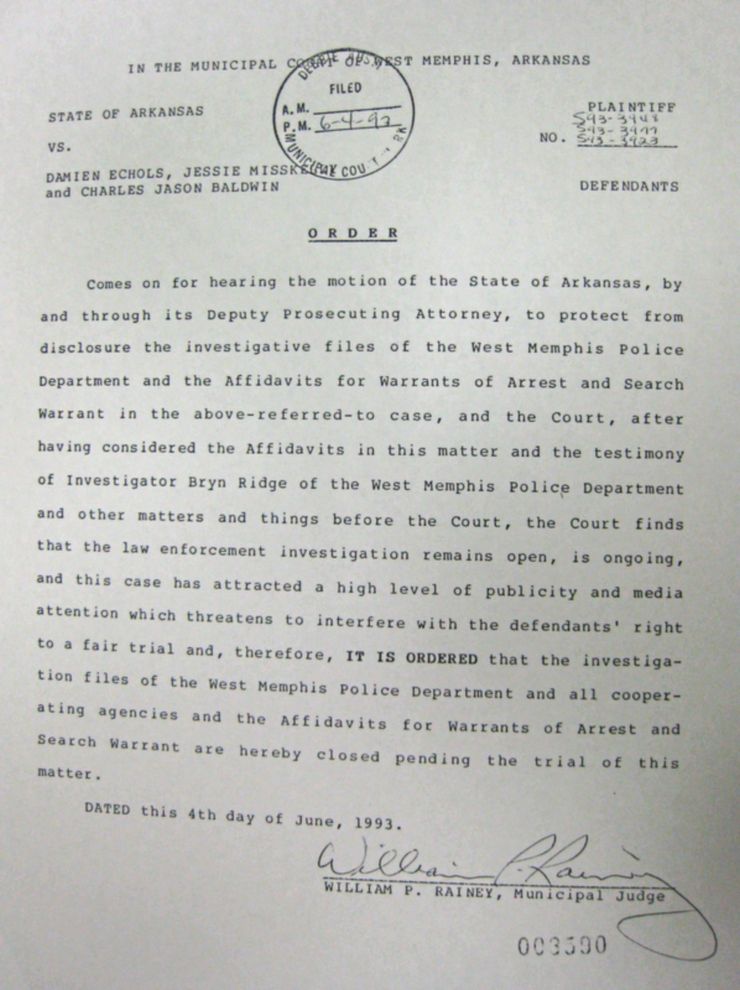 IN THE MUNICIPAL COURT OF WEST MEMPHIS, ARKANSAS
DEBBIE
FILED
A.M.
P.M. 6-4-93
MUNICIPAL COURT
STATE OF ARKANSAS
PLAINTIFF
VS.
NO.
DAMIEN ECHOLS, JESSIE MISSKELLEY
and CHARLES JASON BALDWIN
DEFENDANTS
ORDER
Comes on for hearing the motion of the State of Arkansas, by
and through its Deputy Prosecuting Attorney, to protect from
disclosure the investigative files of the West Memphis Police
Department and the Affidavits for Warrants of Arrest and Search
Warrant in the above-referred-to case, and the Court, after
having considered the Affidavits in this matter and the testimony
of Investigator Bryn Ridge of the West Memphis Police Department
and other matters and things before the Court, the Court finds
that the law enforcement investigation remains open, is ongoing,
and this case has attracted a high level of publicity and media
attention which threatens to interfere with the defendants' right
to a fair trial and, therefore, IT IS ORDERED that the investiga-
tion files of the West Memphis Police Department and all cooper-
ating agencies and the Affidavits for Warrants of Arrest and
Search Warrant are hereby closed pending the trial of this
matter.
DATED this 4th day of June, 1993.
William P. Rainey
WILLIAM P. RAINEY, Municipal Judge